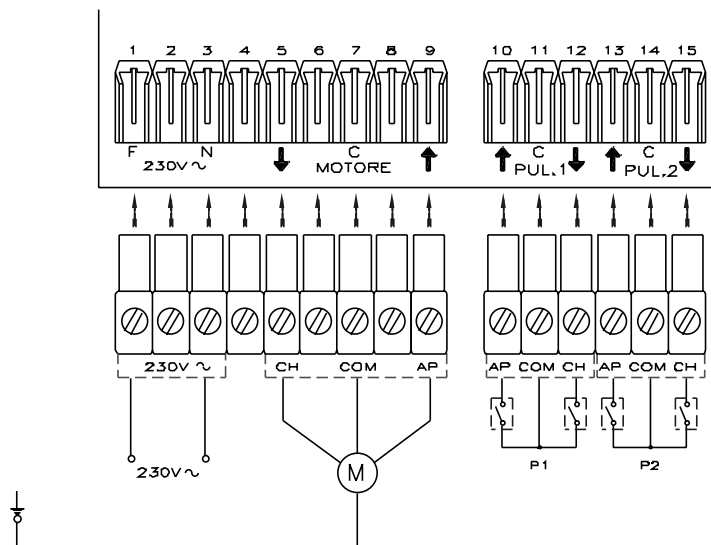 1 2 3 4 5 6 7 8 9 10 11 12 13 14 15
F N C C C
230V ~ MOTORE PUL.1 PUL.2
230V ~ CH COM AP AP COM CH AP COM CH
P1 P2
230V ~ M